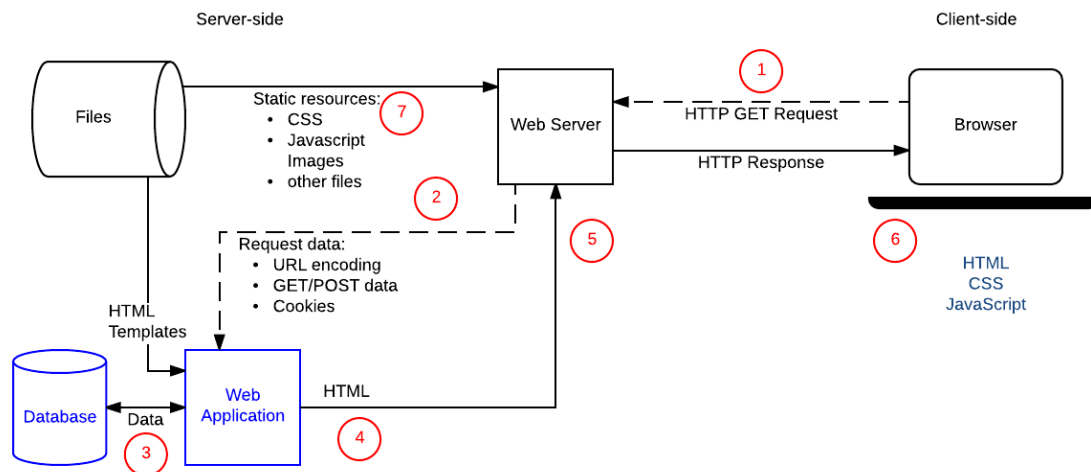 Server-side
Client-side
Files
Static resources:
• CSS
• Javascript
Images
• other files
7
Web Server
1
HTTP GET Request
HTTP Response
Browser
2
Request data:
• URL encoding
• GET/POST data
• Cookies
5
6
HTML
CSS
JavaScript
HTML
Templates
Database
Data
3
Web
Application
HTML
4